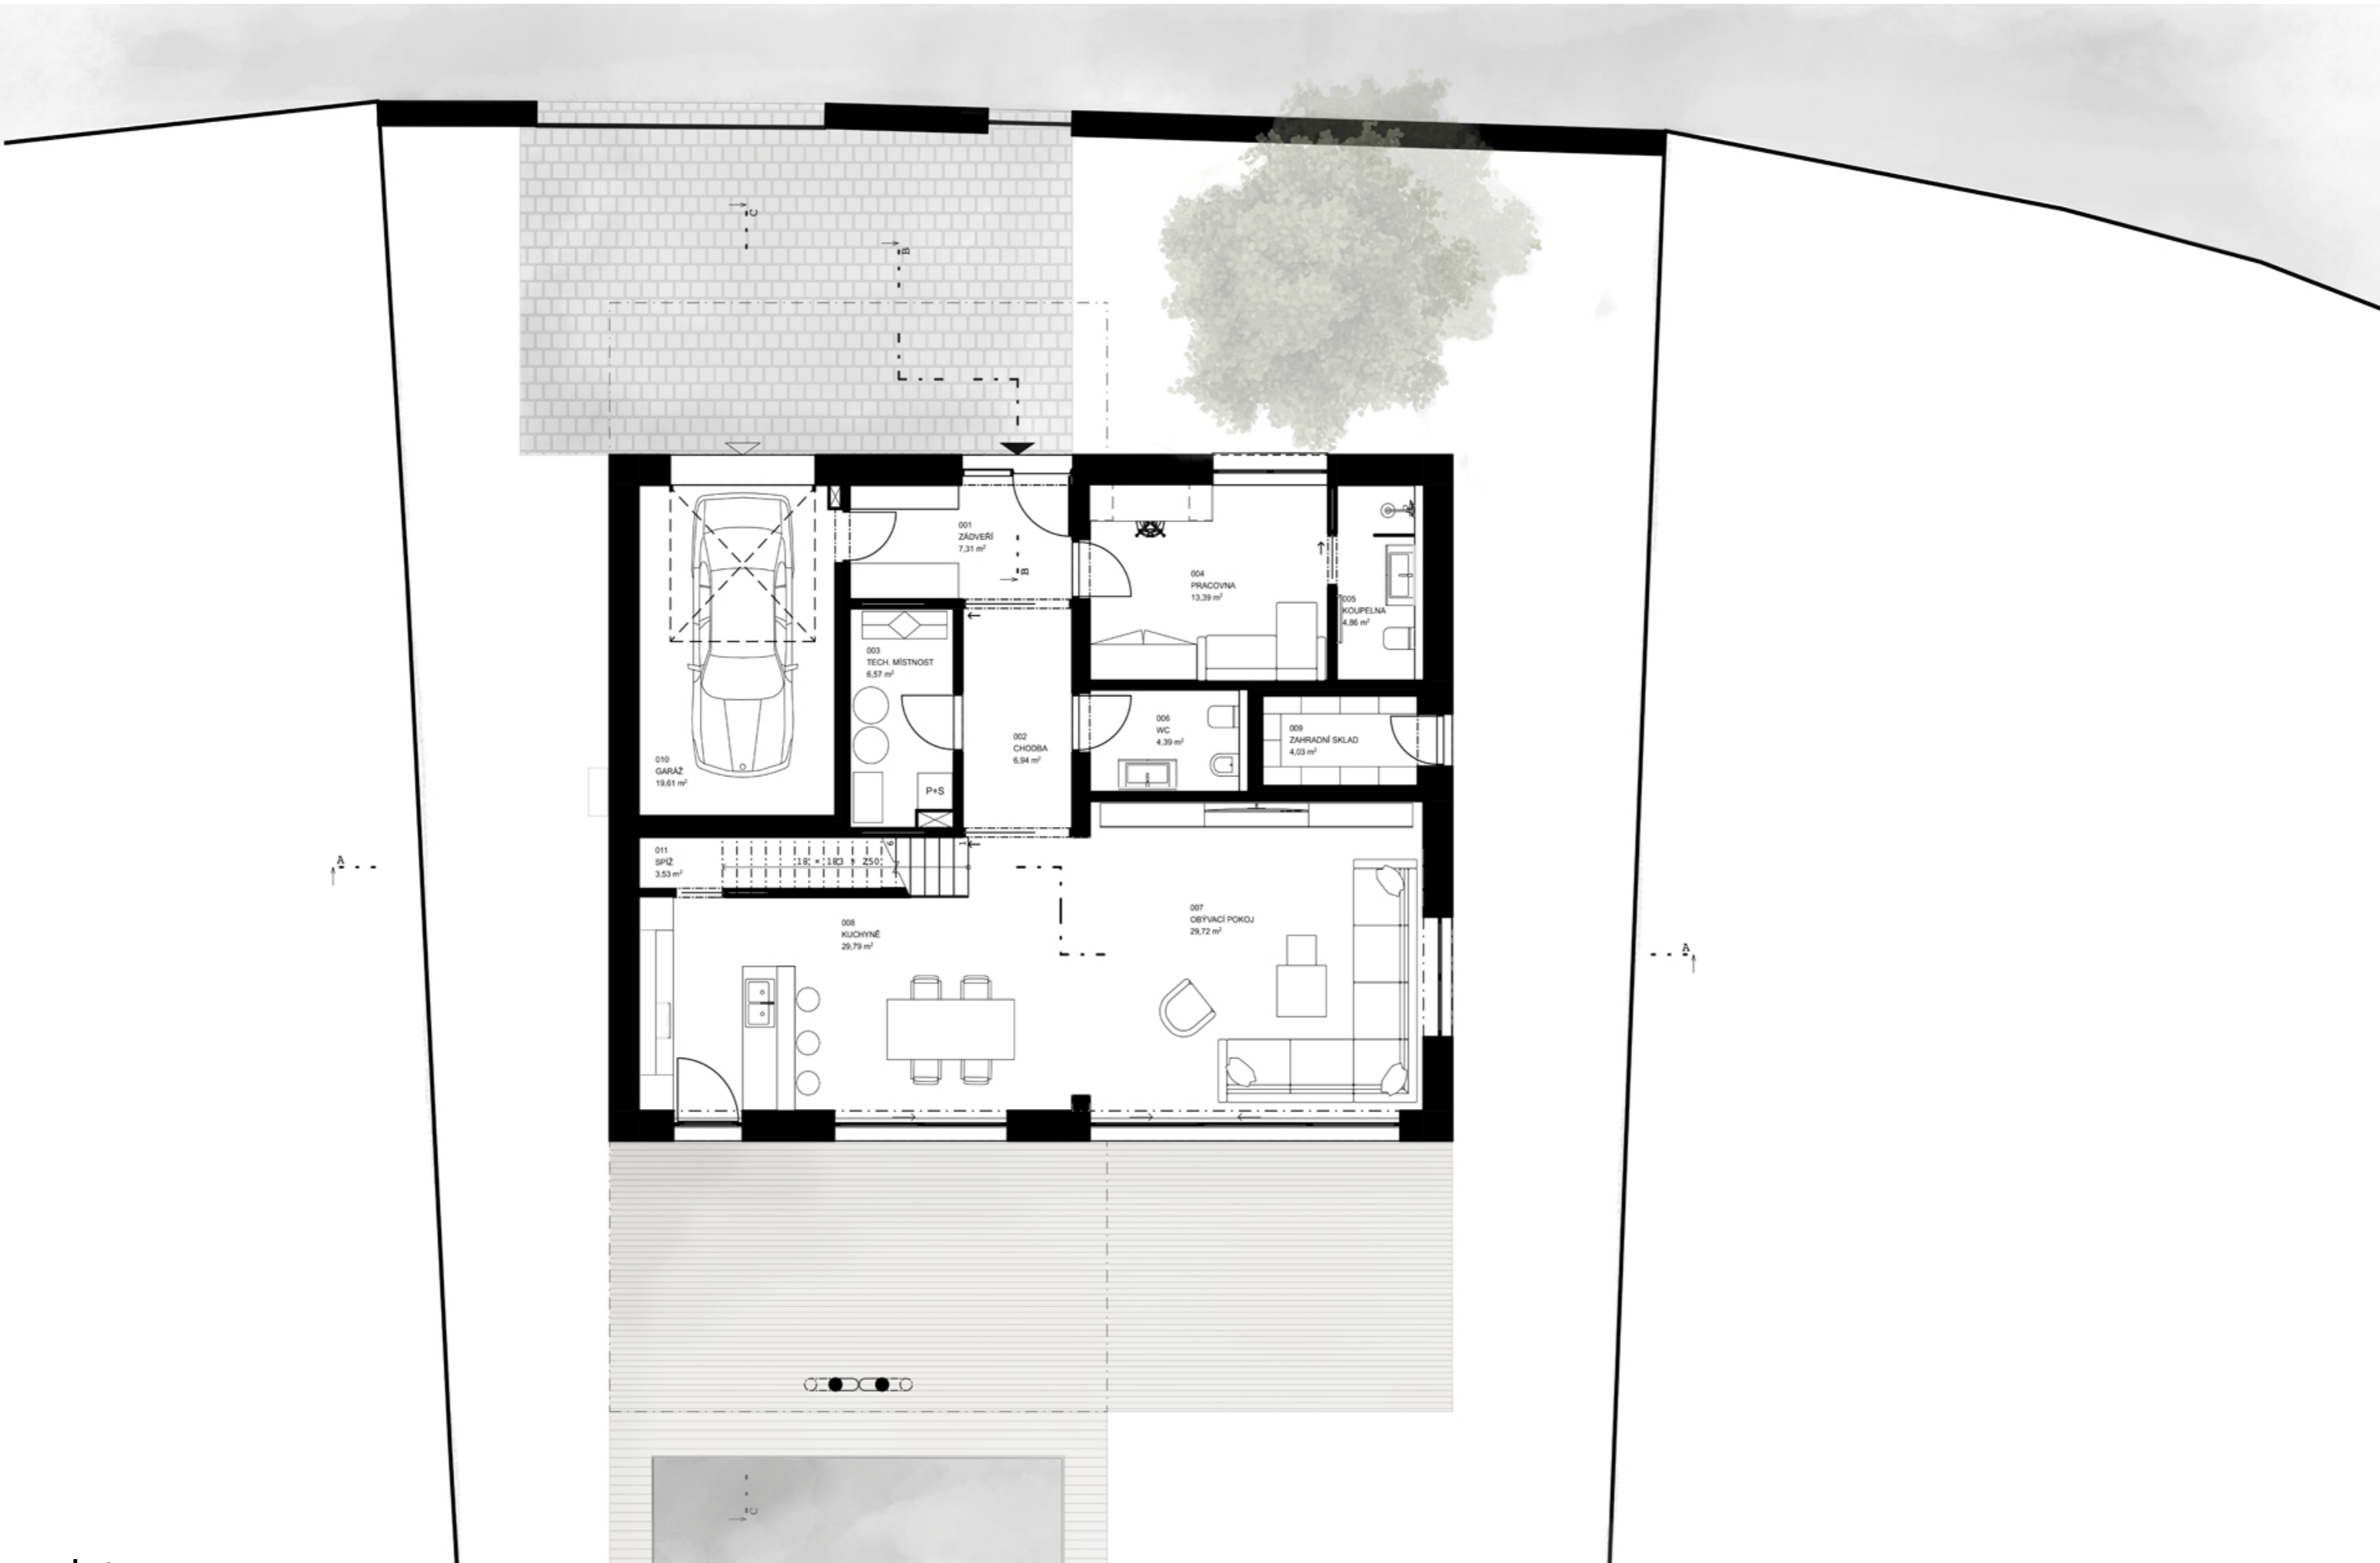 C
B
001
ZÁDVEŘÍ
7,31 m²
B
004
PRACOVNA
13,39 m²
005
KOUPELNA
4,86 m²
003
TECH. MÍSTNOST
6,57 m²
006
WC
4,39 m²
009
ZAHRADNÍ SKLAD
4,03 m²
002
CHODBA
6,94 m²
010
GARÁŽ
19,61 m²
P+S
011
SPÍŽ
3,53 m²
9
1
A
007
OBÝVACÍ POKOJ
29,72 m²
008
KUCHYNĚ
29,79 m²
A
C